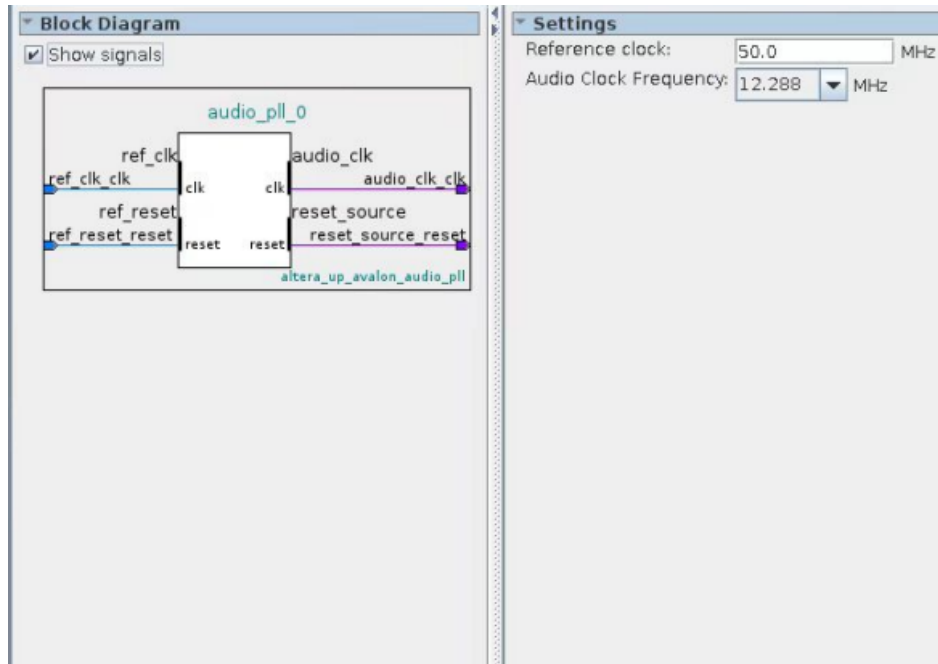 Block Diagram
Show signals
audio_pll_0
ref_clk audio_clk
ref_clk_clk audio_clk_clk
clk clk
ref_reset reset_source
ref_reset_reset reset_source_reset
reset reset
altera_up_avalon_audio_pll
Settings
Reference clock: 50.0 MHz
Audio Clock Frequency: 12.288 MHz